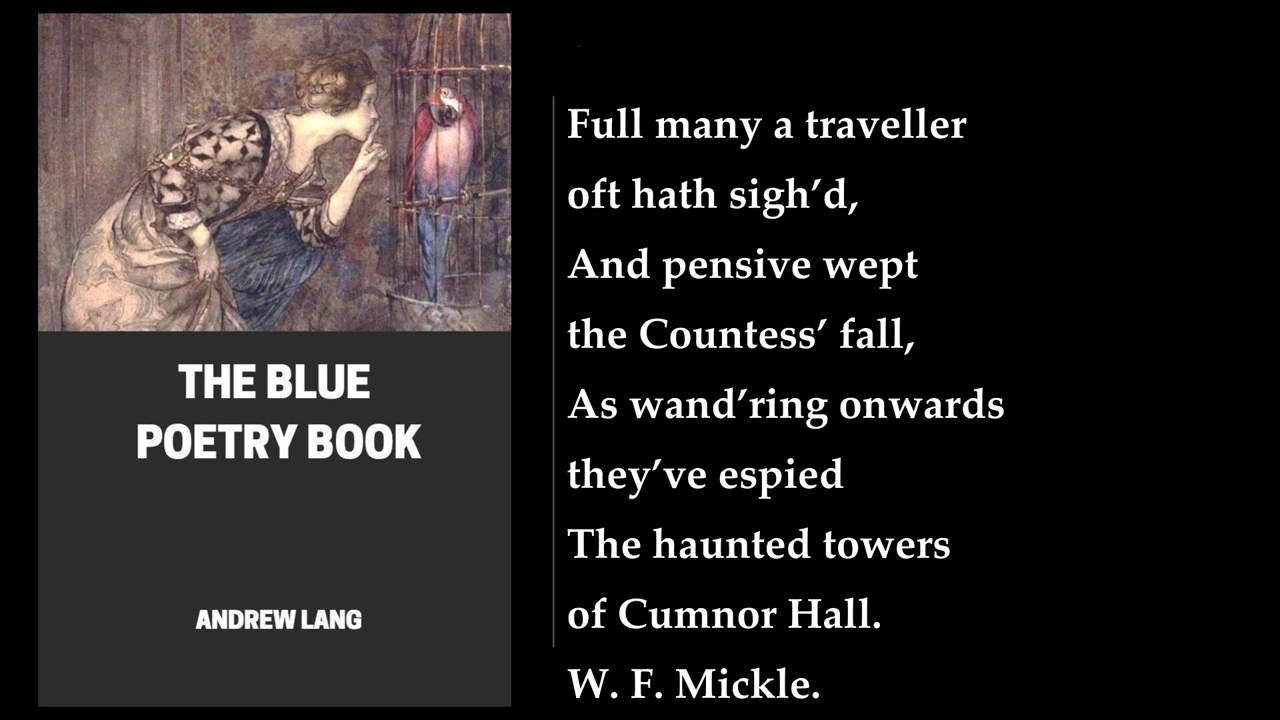 THE BLUE
POETRY BOOK
ANDREW LANG
Full many a traveller
oft hath sigh’d,
And pensive wept
the Countess’ fall,
As wand’ring onwards
they’ve espied
The haunted towers
of Cumnor Hall.
W. F. Mickle.